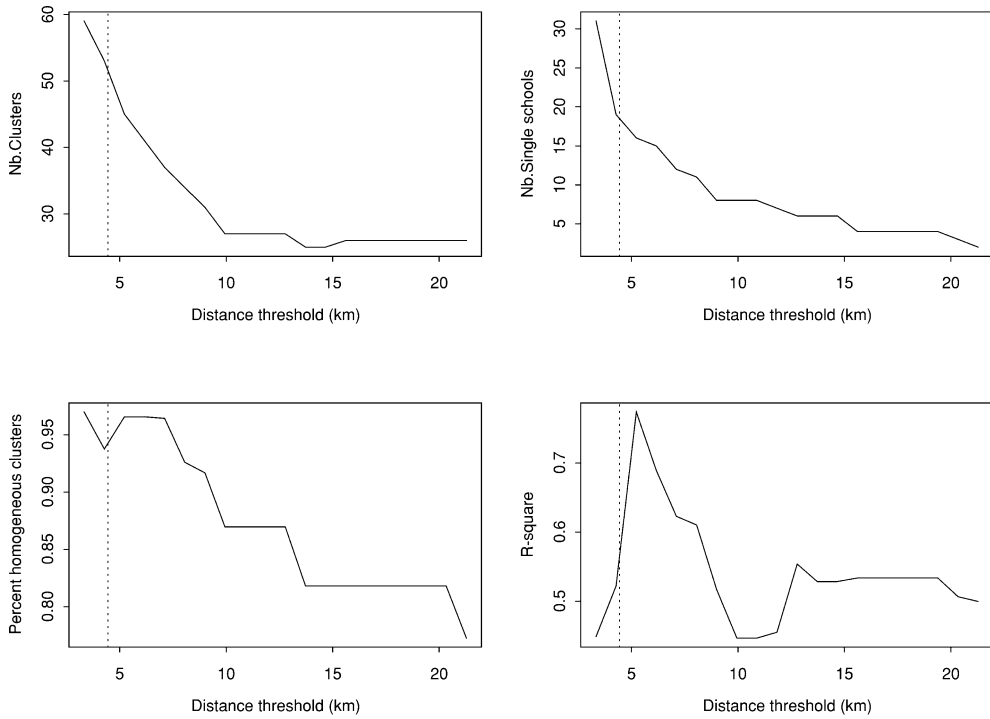 Nb.Clusters
60
50
40
30
5 10 15 20
Distance threshold (km)
Nb.Single schools
30
25
20
15
10
5
5 10 15 20
Distance threshold (km)
Percent homogeneous clusters
0.95
0.90
0.85
0.80
5 10 15 20
Distance threshold (km)
R-square
0.7
0.6
0.5
5 10 15 20
Distance threshold (km)